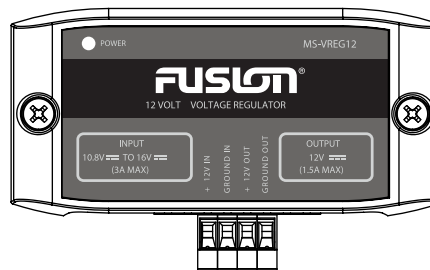 POWER
MS-VREG12
FUSION®
12 VOLT VOLTAGE REGULATOR
INPUT
10.8V ⎓ TO 16V ⎓
(3A MAX)
+ 12V IN
GROUND IN
+ 12V OUT
GROUND OUT
OUTPUT
12V ⎓
(1.5A MAX)